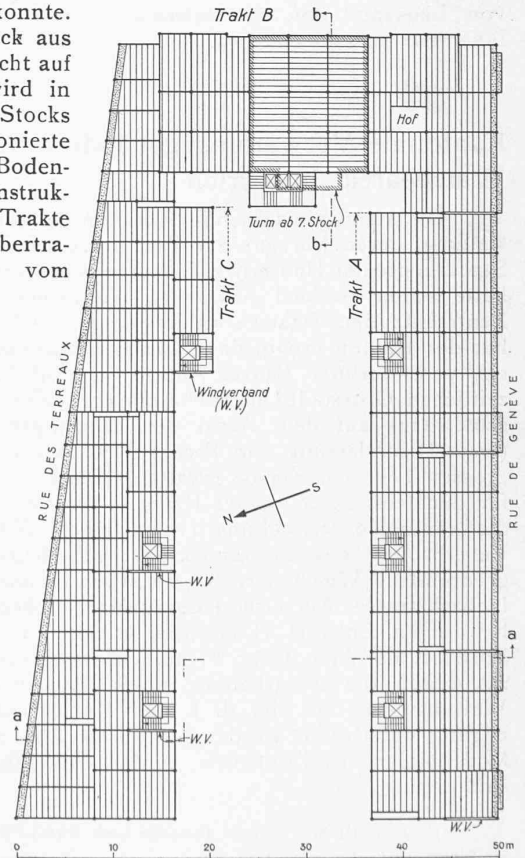 konnte.
ck aus
cht auf
wird in
Stocks
onierte
Boden-
nstruk-
Trakte
bertra-
vom
Trakt B
b
Hof
Turm ab 7. Stock
b
Trakt C
Trakt A
Windverband
(W.V.)
RUE DES TERREAUX
RUE DE GENÈVE
N S
W.V.
a
a
W.V.
W.V.
0 10 20 30 40 50m